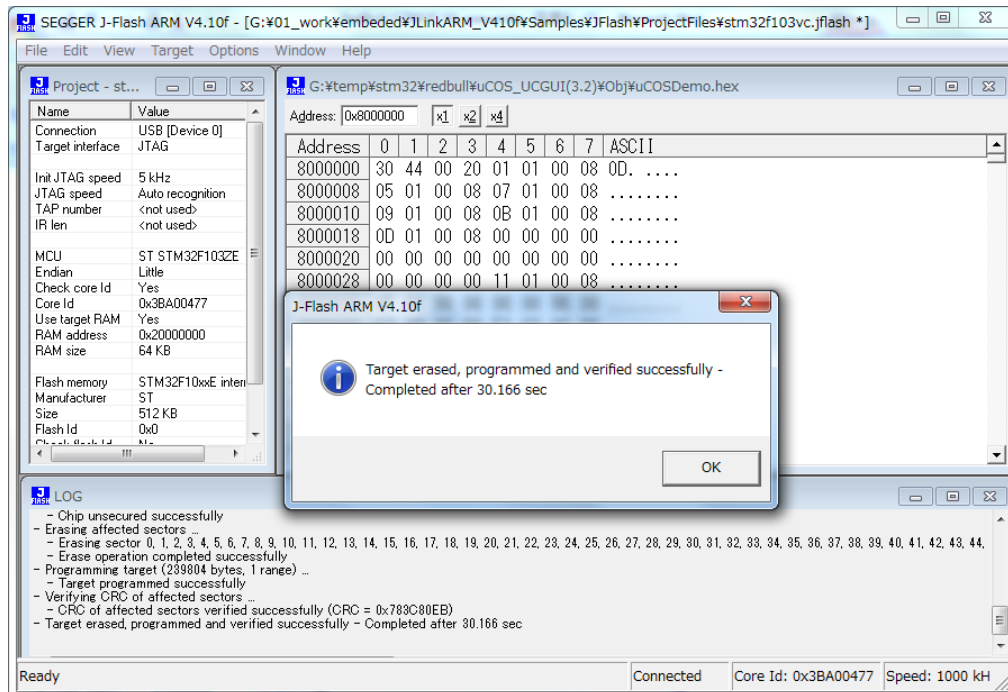 SEGGER J-Flash ARM V4.10f - [G:¥01_work¥embeded¥JLinkARM_V410f¥Samples¥JFlash¥ProjectFiles¥stm32f103vc.jflash *]
File Edit View Target Options Window Help
Project - st...
Name Value
Connection USB [Device 0]
Target interface JTAG
Init JTAG speed 5 kHz
JTAG speed Auto recognition
TAP number <not used>
IR len <not used>
MCU ST STM32F103ZE
Endian Little
Check core Id Yes
Core Id 0x3BA00477
Use target RAM Yes
RAM address 0x20000000
RAM size 64 KB
Flash memory STM32F10xxE intern
Manufacturer ST
Size 512 KB
Flash Id 0x0
Check flash Id No
G:¥temp¥stm32¥redbull¥uCOS_UCGUI(3.2)¥Obj¥uCOSDemo.hex
Address: 0x8000000 x1 x2 x4
Address 0 1 2 3 4 5 6 7 ASCII
8000000 30 44 00 20 01 01 00 08 0D. ....
8000008 05 01 00 08 07 01 00 08 ........
8000010 09 01 00 08 0B 01 00 08 ........
8000018 0D 01 00 08 00 00 00 00 ........
8000020 00 00 00 00 00 00 00 00 ........
8000028 00 00 00 00 11 01 00 08 ........
J-Flash ARM V4.10f
Target erased, programmed and verified successfully -
Completed after 30.166 sec
OK
LOG
- Chip unsecured successfully
- Erasing affected sectors ...
- Erasing sector 0, 1, 2, 3, 4, 5, 6, 7, 8, 9, 10, 11, 12, 13, 14, 15, 16, 17, 18, 19, 20, 21, 22, 23, 24, 25, 26, 27, 28, 29, 30, 31, 32, 33, 34, 35, 36, 37, 38, 39, 40, 41, 42, 43, 44,
- Erase operation completed successfully
- Programming target (239804 bytes, 1 range) ...
- Target programmed successfully
- Verifying CRC of affected sectors ...
- CRC of affected sectors verified successfully (CRC = 0x783C80EB)
- Target erased, programmed and verified successfully - Completed after 30.166 sec
Ready Connected Core Id: 0x3BA00477 Speed: 1000 kH